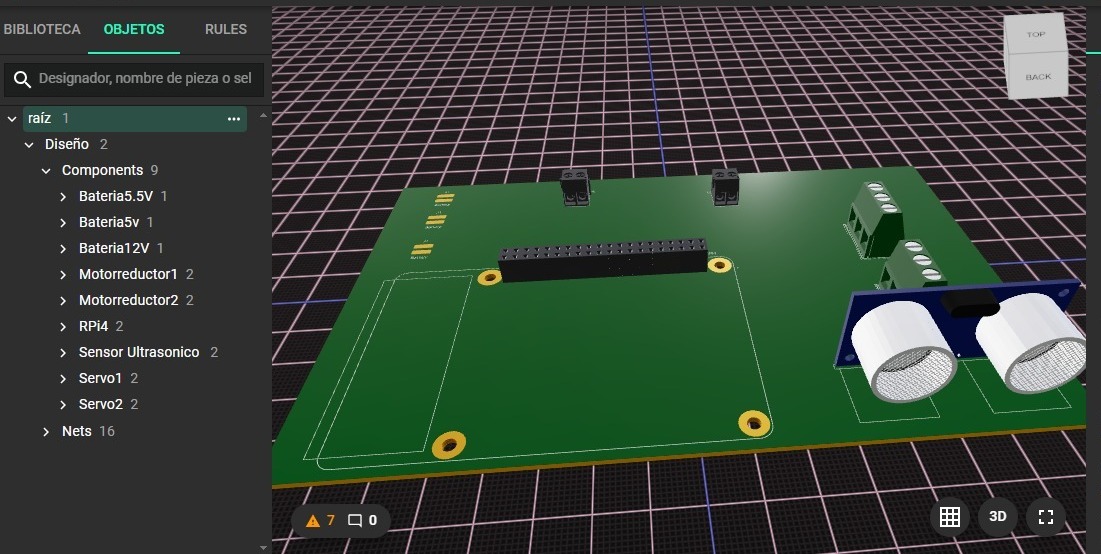 BIBLIOTECA OBJETOS RULES
Designador, nombre de pieza o sel
raíz 1
Diseño 2
Components 9
Bateria5.5V 1
Bateria5v 1
Bateria12V 1
Motorreductor1 2
Motorreductor2 2
RPi4 2
Sensor Ultrasonico 2
Servo1 2
Servo2 2
Nets 16
TOP
BACK
7 0
3D